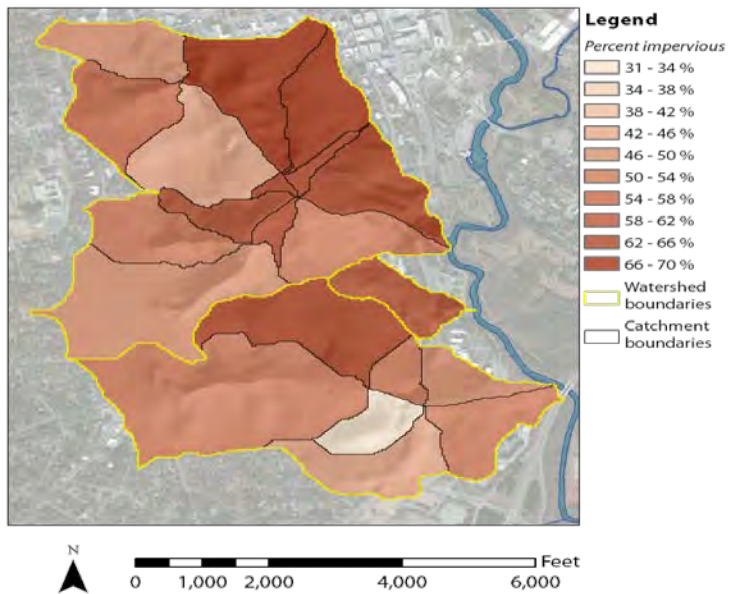 Legend
Percent impervious
31 - 34 %
34 - 38 %
38 - 42 %
42 - 46 %
46 - 50 %
50 - 54 %
54 - 58 %
58 - 62 %
62 - 66 %
66 - 70 %
Watershed
boundaries
Catchment
boundaries
N
Feet
0 1,000 2,000 4,000 6,000